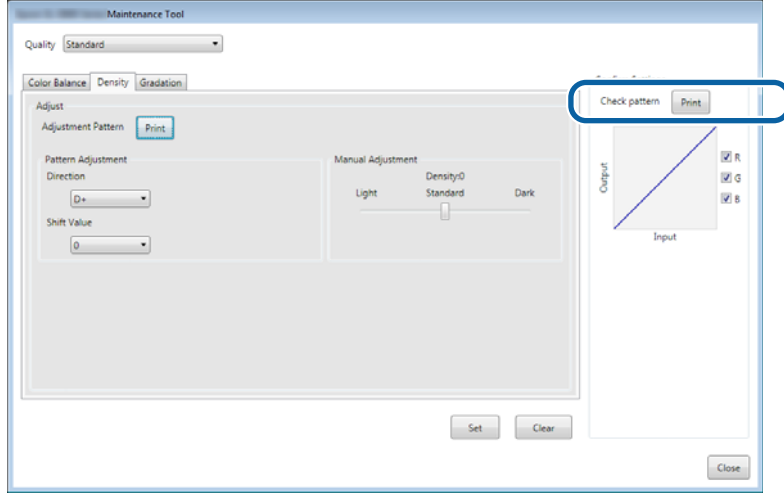 Maintenance Tool
Quality Standard
Color Balance Density Gradation
Adjust
Adjustment Pattern Print
Pattern Adjustment
Direction
D+
Shift Value
0
Manual Adjustment
Density:0
Light Standard Dark
Check pattern Print
Output
R
G
B
Input
Set Clear
Close